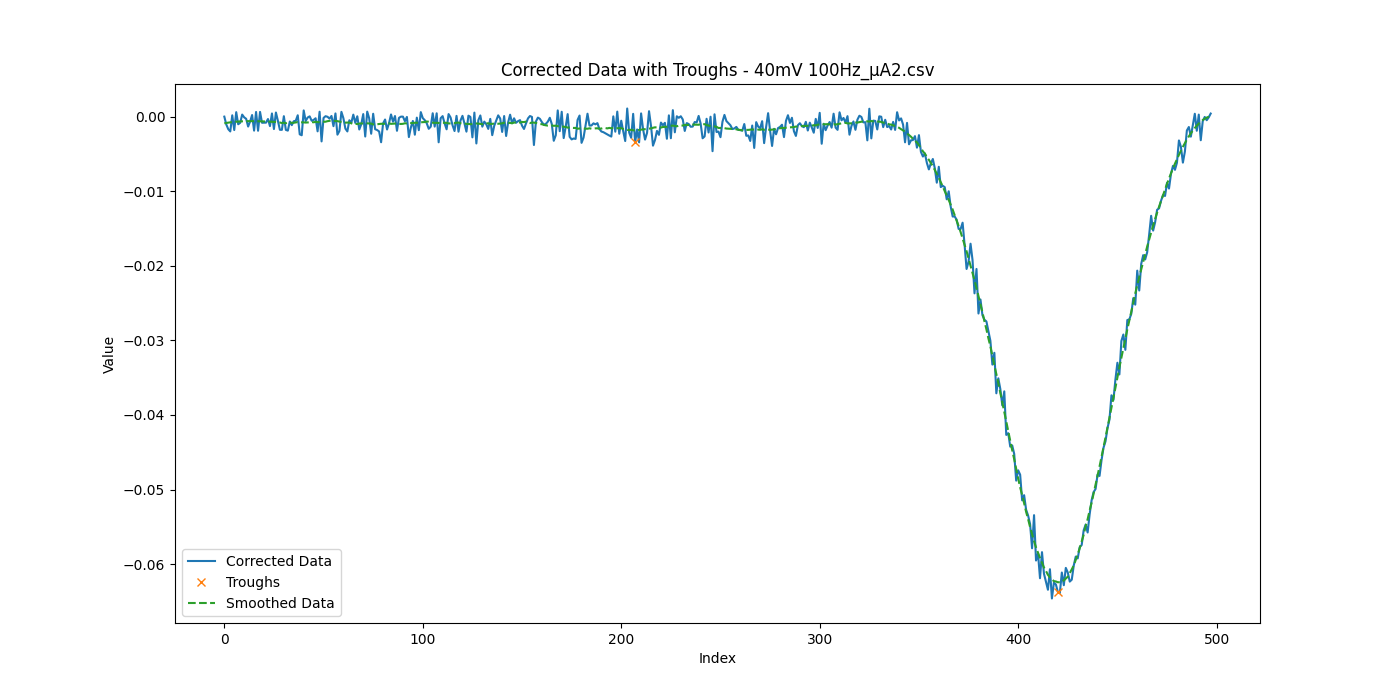 Corrected Data with Troughs - 40mV 100Hz_μA2.csv
0.00
−0.01
−0.02
−0.03
−0.04
−0.05
−0.06
Value
Corrected Data
Troughs
Smoothed Data
0 100 200 300 400 500
Index